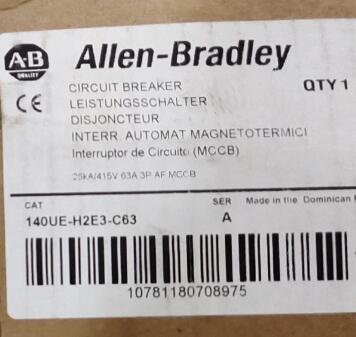 A-B
QUALITY
Allen-Bradley
CIRCUIT BREAKER QTY 1
LEISTUNGSSCHALTER
DISJONCTEUR
INTERR. AUTOMAT MAGNETOTERMICI
Interruptor de Circuito (MCCB)
CE
25kA/415V 63A 3P AF MCCB
CAT SER Made in the Dominican
140UE-H2E3-C63 A
10781180708975